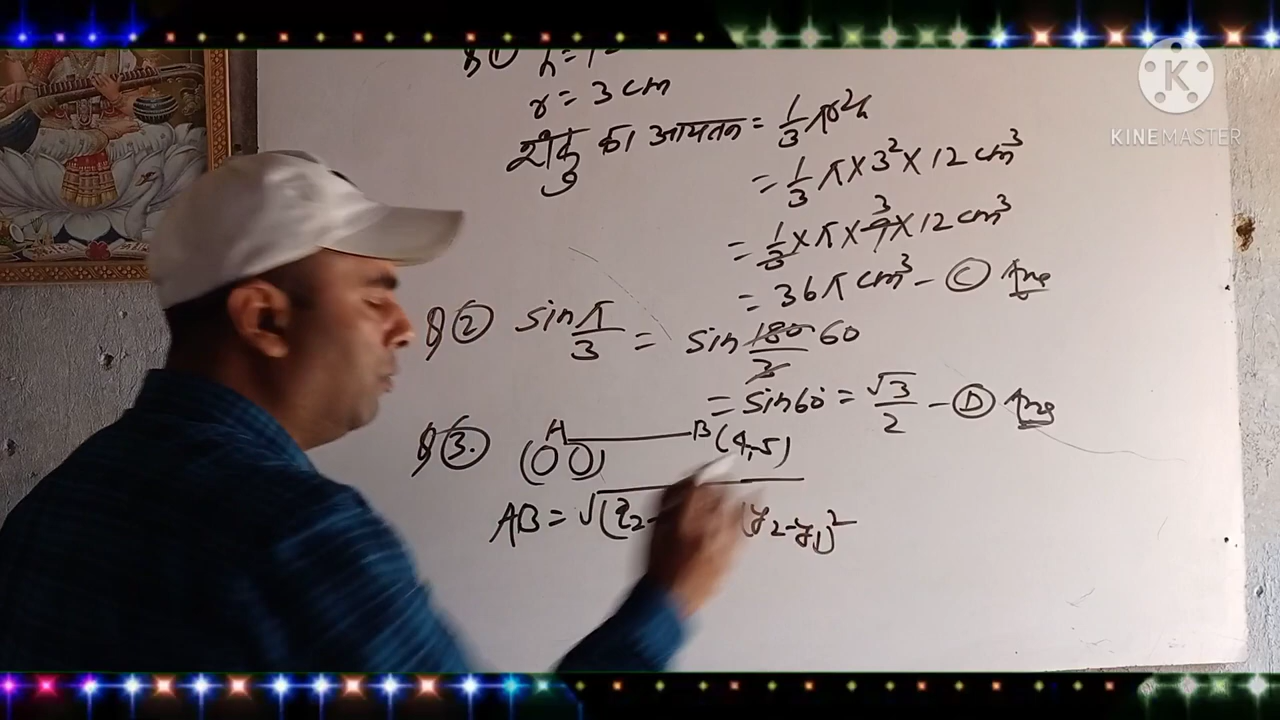 K
KINEMASTER
r = 3 cm
शंकु का आयतन = 1/3 πr²h
= 1/3 π × 3² × 12 cm³
= 1/3 × π × 9 3 × 12 cm³
= 36π cm³ - Ⓒ Ans
Q② sin π/3 = sin 180/3 60
= sin 60° = √3/2 - Ⓓ Ans
Q③. A B (4,5)
(0 0)
AB = √(x₂- (y₂-y₁)²